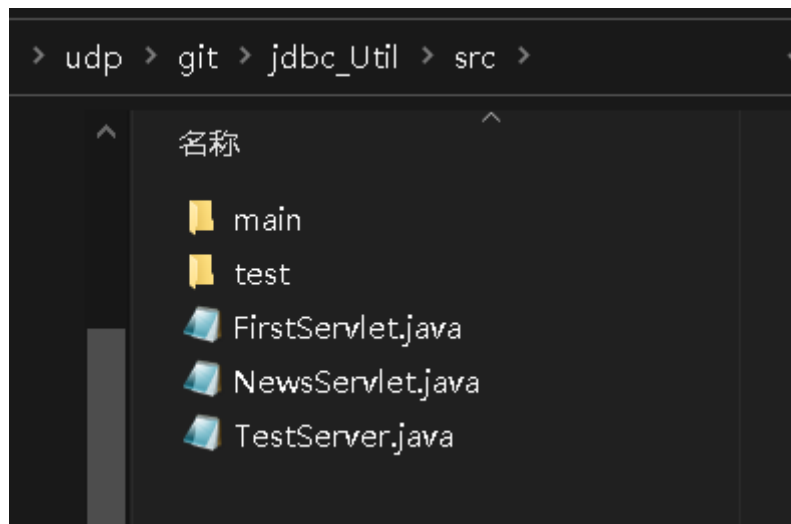 > udp > git > jdbc_Util > src >
名称
main
test
FirstServlet.java
NewsServlet.java
TestServer.java